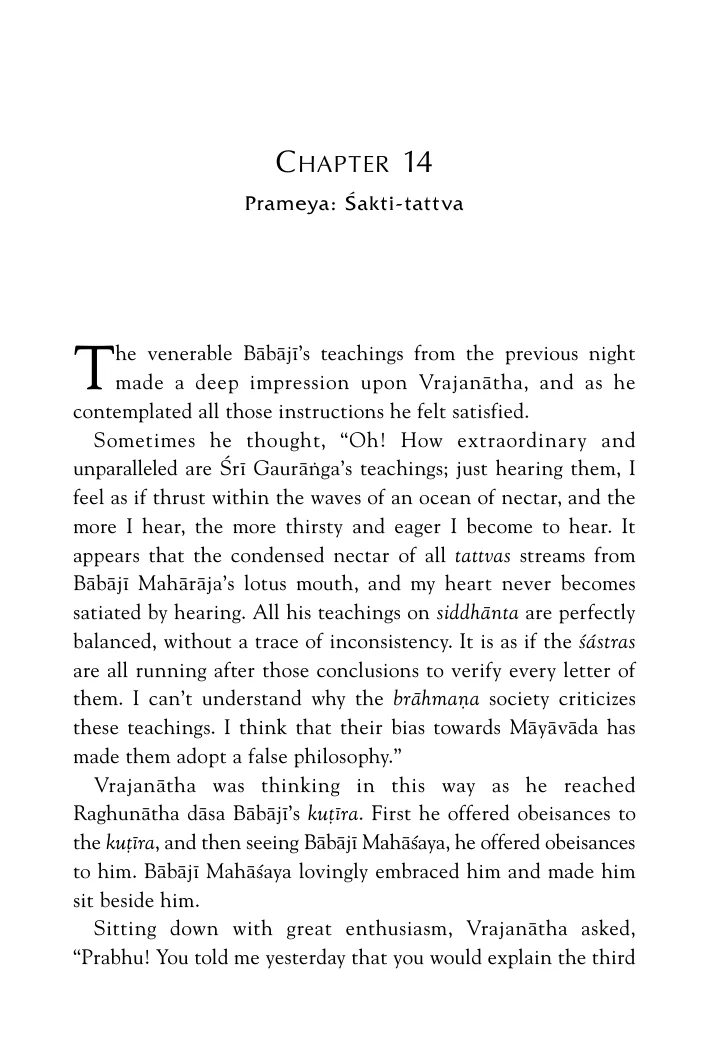 CHAPTER 14
Prameya: Śakti-tattva
The venerable Bābājī’s teachings from the previous night
made a deep impression upon Vrajanātha, and as he
contemplated all those instructions he felt satisfied.
Sometimes he thought, “Oh! How extraordinary and
unparalleled are Śrī Gaurāṅga’s teachings; just hearing them, I
feel as if thrust within the waves of an ocean of nectar, and the
more I hear, the more thirsty and eager I become to hear. It
appears that the condensed nectar of all tattvas streams from
Bābājī Mahārāja’s lotus mouth, and my heart never becomes
satiated by hearing. All his teachings on siddhānta are perfectly
balanced, without a trace of inconsistency. It is as if the śástras
are all running after those conclusions to verify every letter of
them. I can’t understand why the brāhmaṇa society criticizes
these teachings. I think that their bias towards Māyāvāda has
made them adopt a false philosophy.”
Vrajanātha was thinking in this way as he reached
Raghunātha dāsa Bābājī’s kuṭīra. First he offered obeisances to
the kuṭīra, and then seeing Bābājī Mahāśaya, he offered obeisances
to him. Bābājī Mahāśaya lovingly embraced him and made him
sit beside him.
Sitting down with great enthusiasm, Vrajanātha asked,
“Prabhu! You told me yesterday that you would explain the third